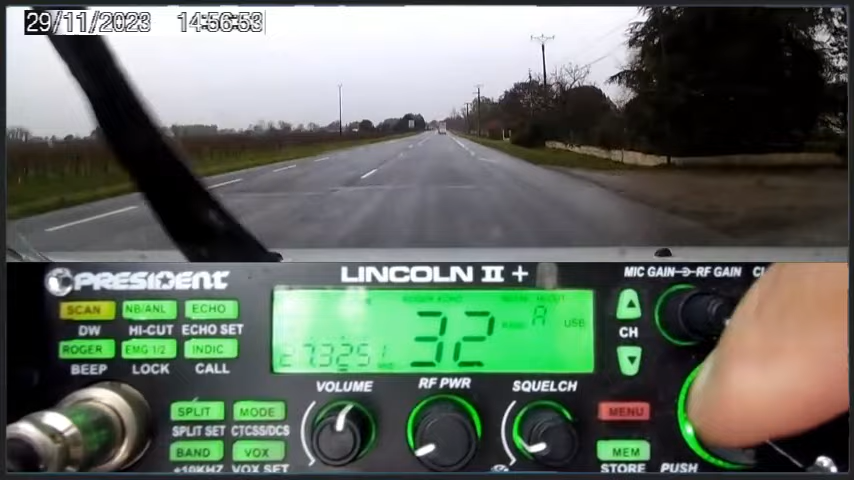 29/11/2023 14:56:53
PRESIDENT LINCOLN II + MIC GAIN RF GAIN
SCAN NB/ANL ECHO
DW HI-CUT ECHO SET
ROGER EMG 1/2 INDIC
BEEP LOCK CALL
32 A USB
CH
VOLUME RF PWR SQUELCH
SPLIT MODE MENU
SPLIT SET CTCSS/DCS
BAND VOX MEM
±10KHZ VOX SET STORE PUSH